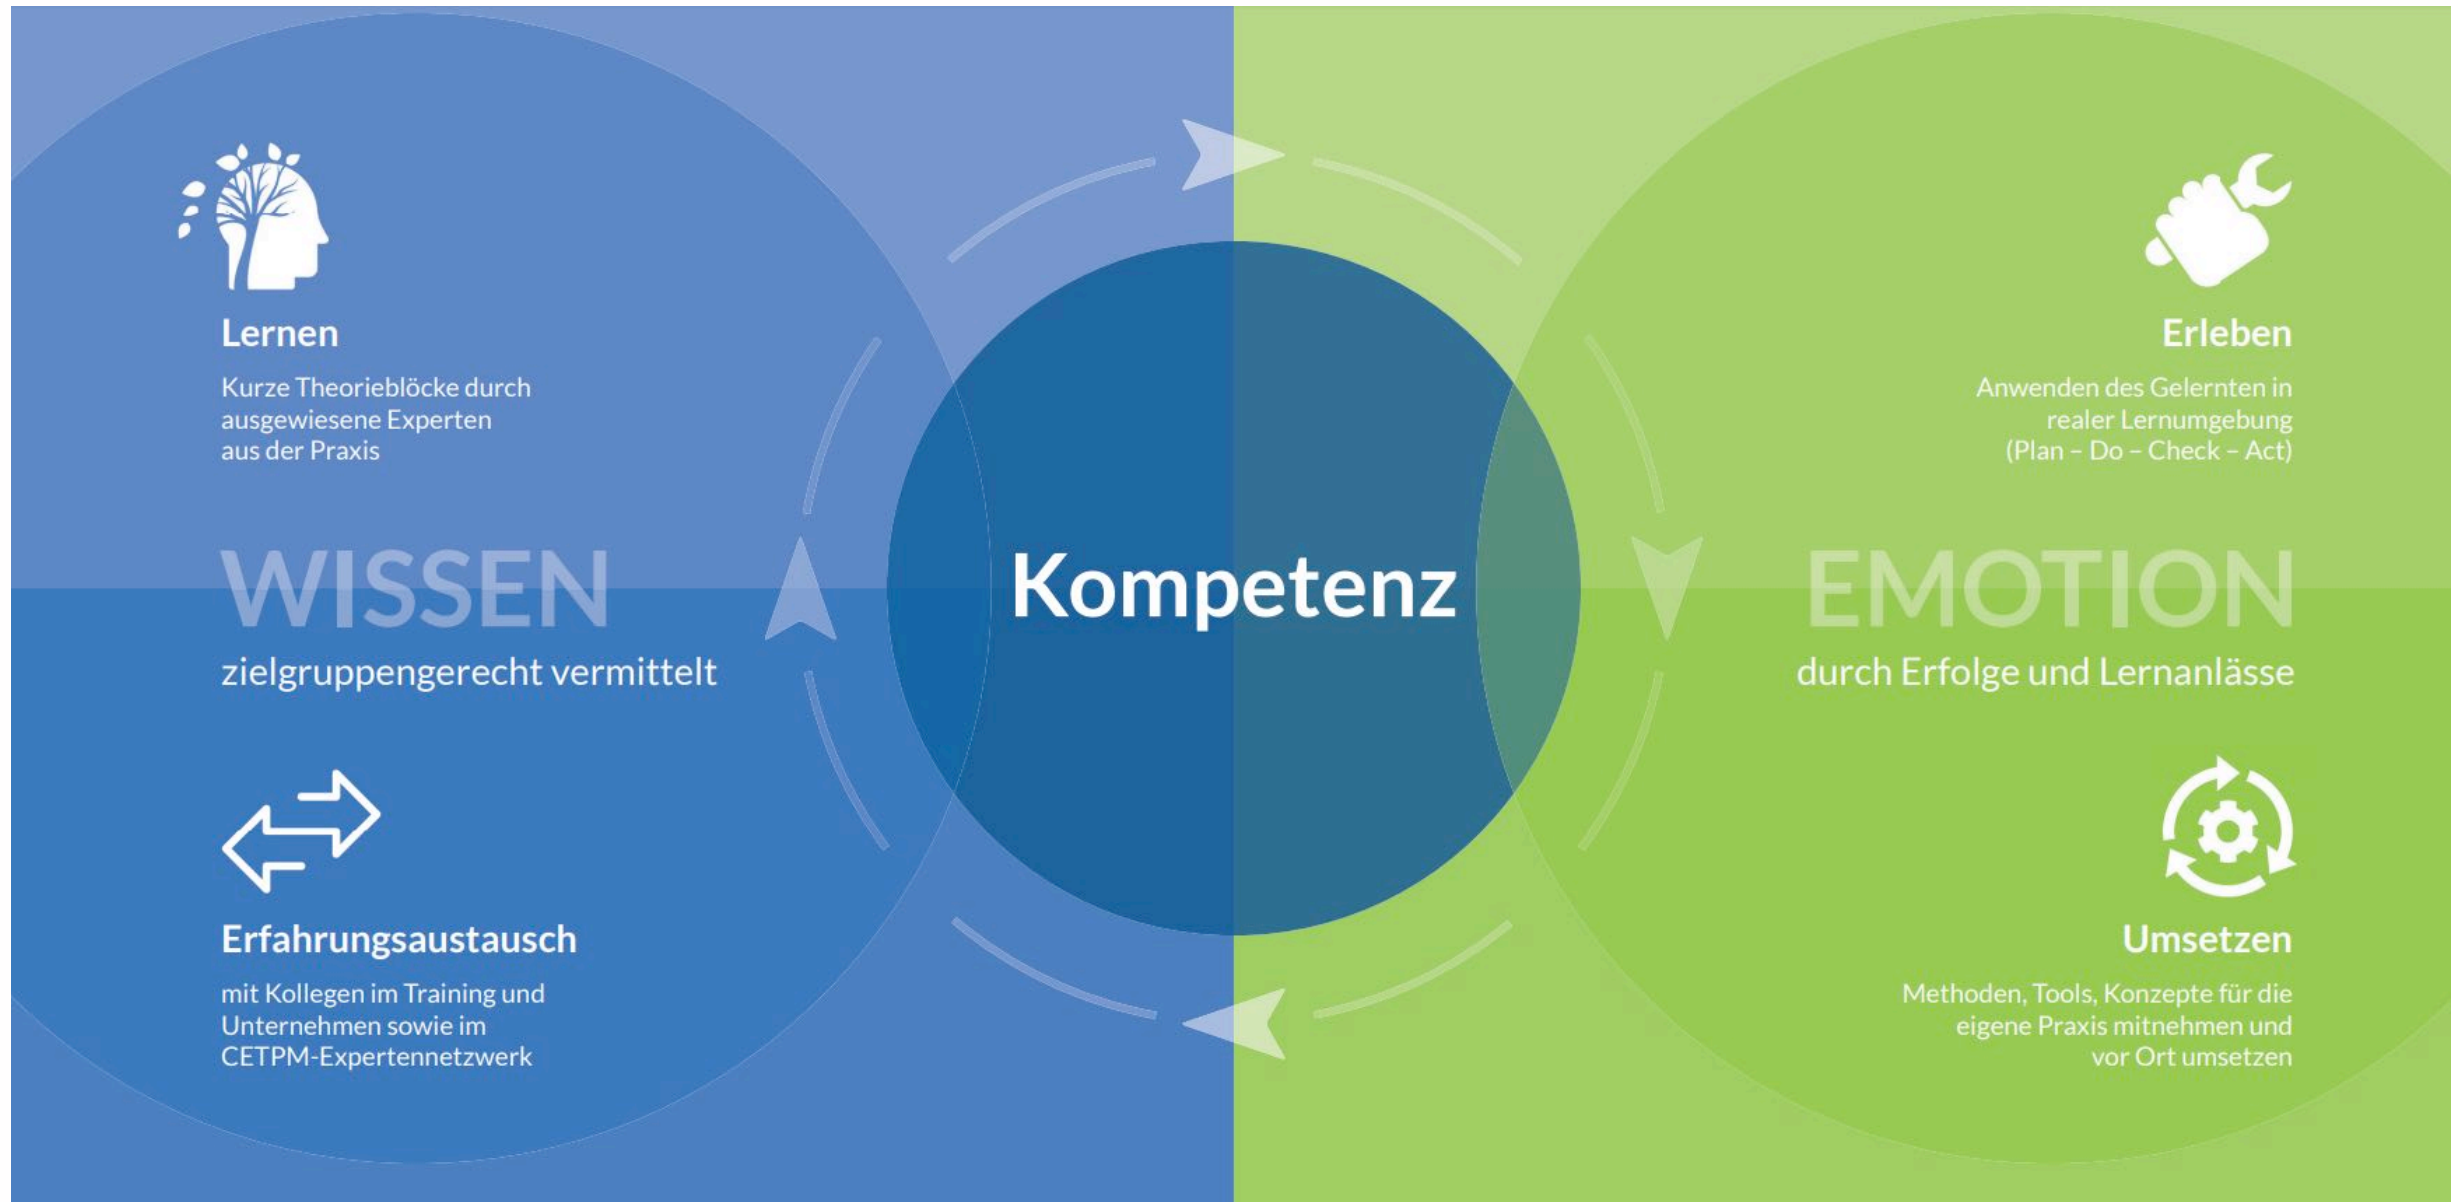 Lernen
Kurze Theorieblöcke durch
ausgewiesene Experten
aus der Praxis
WISSEN
zielgruppengerecht vermittelt
Erfahrungsaustausch
mit Kollegen im Training und
Unternehmen sowie im
CETPM-Expertennetzwerk
Kompetenz
Erleben
Anwenden des Gelernten in
realer Lernumgebung
(Plan – Do – Check – Act)
EMOTION
durch Erfolge und Lernanlässe
Umsetzen
Methoden, Tools, Konzepte für die
eigene Praxis mitnehmen und
vor Ort umsetzen